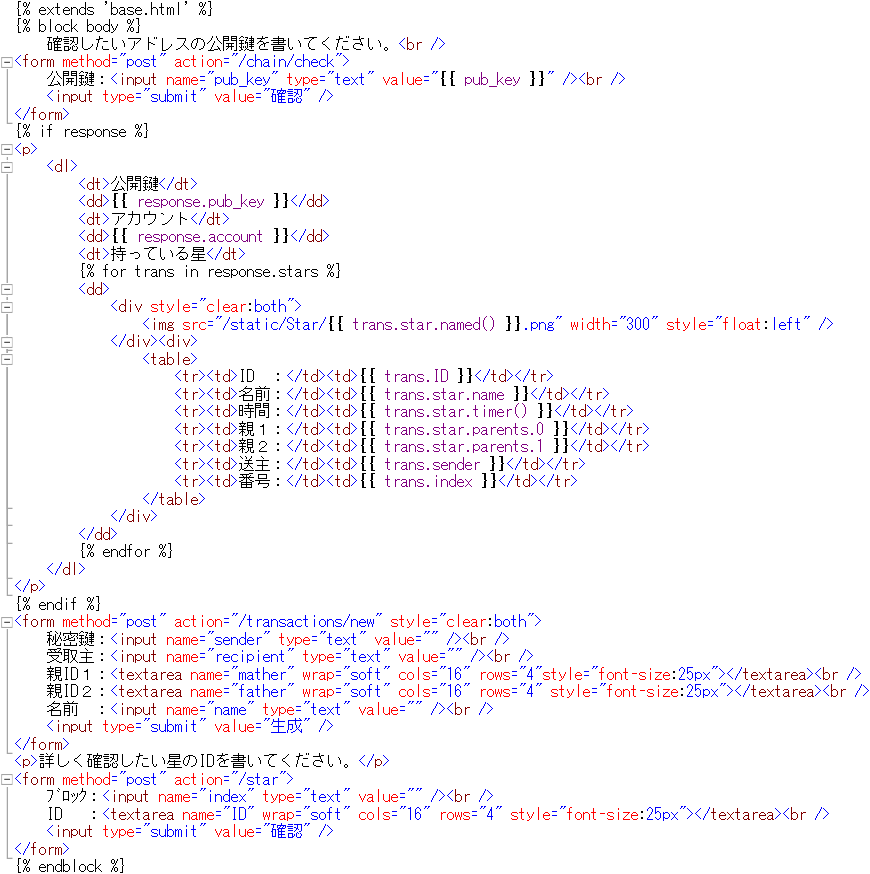 {% extends 'base.html' %}
{% block body %}
    確認したいアドレスの公開鍵を書いてください。<br />
<form method="post" action="/chain/check">
    公開鍵：<input name="pub_key" type="text" value="{{ pub_key }}" /><br />
    <input type="submit" value="確認" />
</form>
{% if response %}
<p>
    <dl>
        <dt>公開鍵</dt>
        <dd>{{ response.pub_key }}</dd>
        <dt>アカウント</dt>
        <dd>{{ response.account }}</dd>
        <dt>持っている星</dt>
        {% for trans in response.stars %}
        <dd>
            <div style="clear:both">
                <img src="/static/Star/{{ trans.star.named() }}.png" width="300" style="float:left" />
            </div><div>
                <table>
                    <tr><td>ID　：</td><td>{{ trans.ID }}</td></tr>
                    <tr><td>名前：</td><td>{{ trans.star.name }}</td></tr>
                    <tr><td>時間：</td><td>{{ trans.star.timer() }}</td></tr>
                    <tr><td>親１：</td><td>{{ trans.star.parents.0 }}</td></tr>
                    <tr><td>親２：</td><td>{{ trans.star.parents.1 }}</td></tr>
                    <tr><td>送主：</td><td>{{ trans.sender }}</td></tr>
                    <tr><td>番号：</td><td>{{ trans.index }}</td></tr>
                </table>
            </div>
        </dd>
        {% endfor %}
    </dl>
</p>
{% endif %}
<form method="post" action="/transactions/new" style="clear:both">
    秘密鍵：<input name="sender" type="text" value="" /><br />
    受取主：<input name="recipient" type="text" value="" /><br />
    親ID１：<textarea name="mather" wrap="soft" cols="16" rows="4"style="font-size:25px"></textarea><br />
    親ID２：<textarea name="father" wrap="soft" cols="16" rows="4" style="font-size:25px"></textarea><br />
    名前　：<input name="name" type="text" value="" /><br />
    <input type="submit" value="生成" />
</form>
<p>詳しく確認したい星のIDを書いてください。</p>
<form method="post" action="/star">
    ﾌﾞﾛｯｸ：<input name="index" type="text" value="" /><br />
    ID　 ：<textarea name="ID" wrap="soft" cols="16" rows="4" style="font-size:25px"></textarea><br />
    <input type="submit" value="確認" />
</form>
{% endblock %}